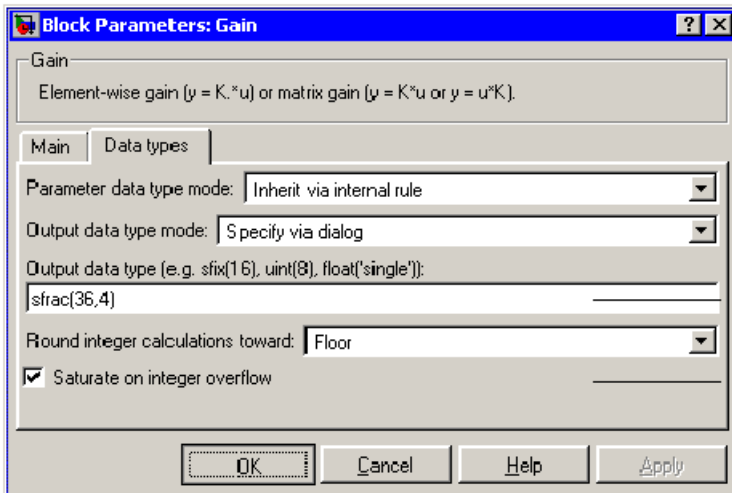 Block Parameters: Gain
Gain
Element-wise gain (y = K.*u) or matrix gain (y = K*u or y = u*K).
Main Data types
Parameter data type mode: Inherit via internal rule
Output data type mode: Specify via dialog
Output data type (e.g. sfix(16), uint(8), float('single')):
sfrac(36,4)
Round integer calculations toward: Floor
Saturate on integer overflow
OK Cancel Help Apply